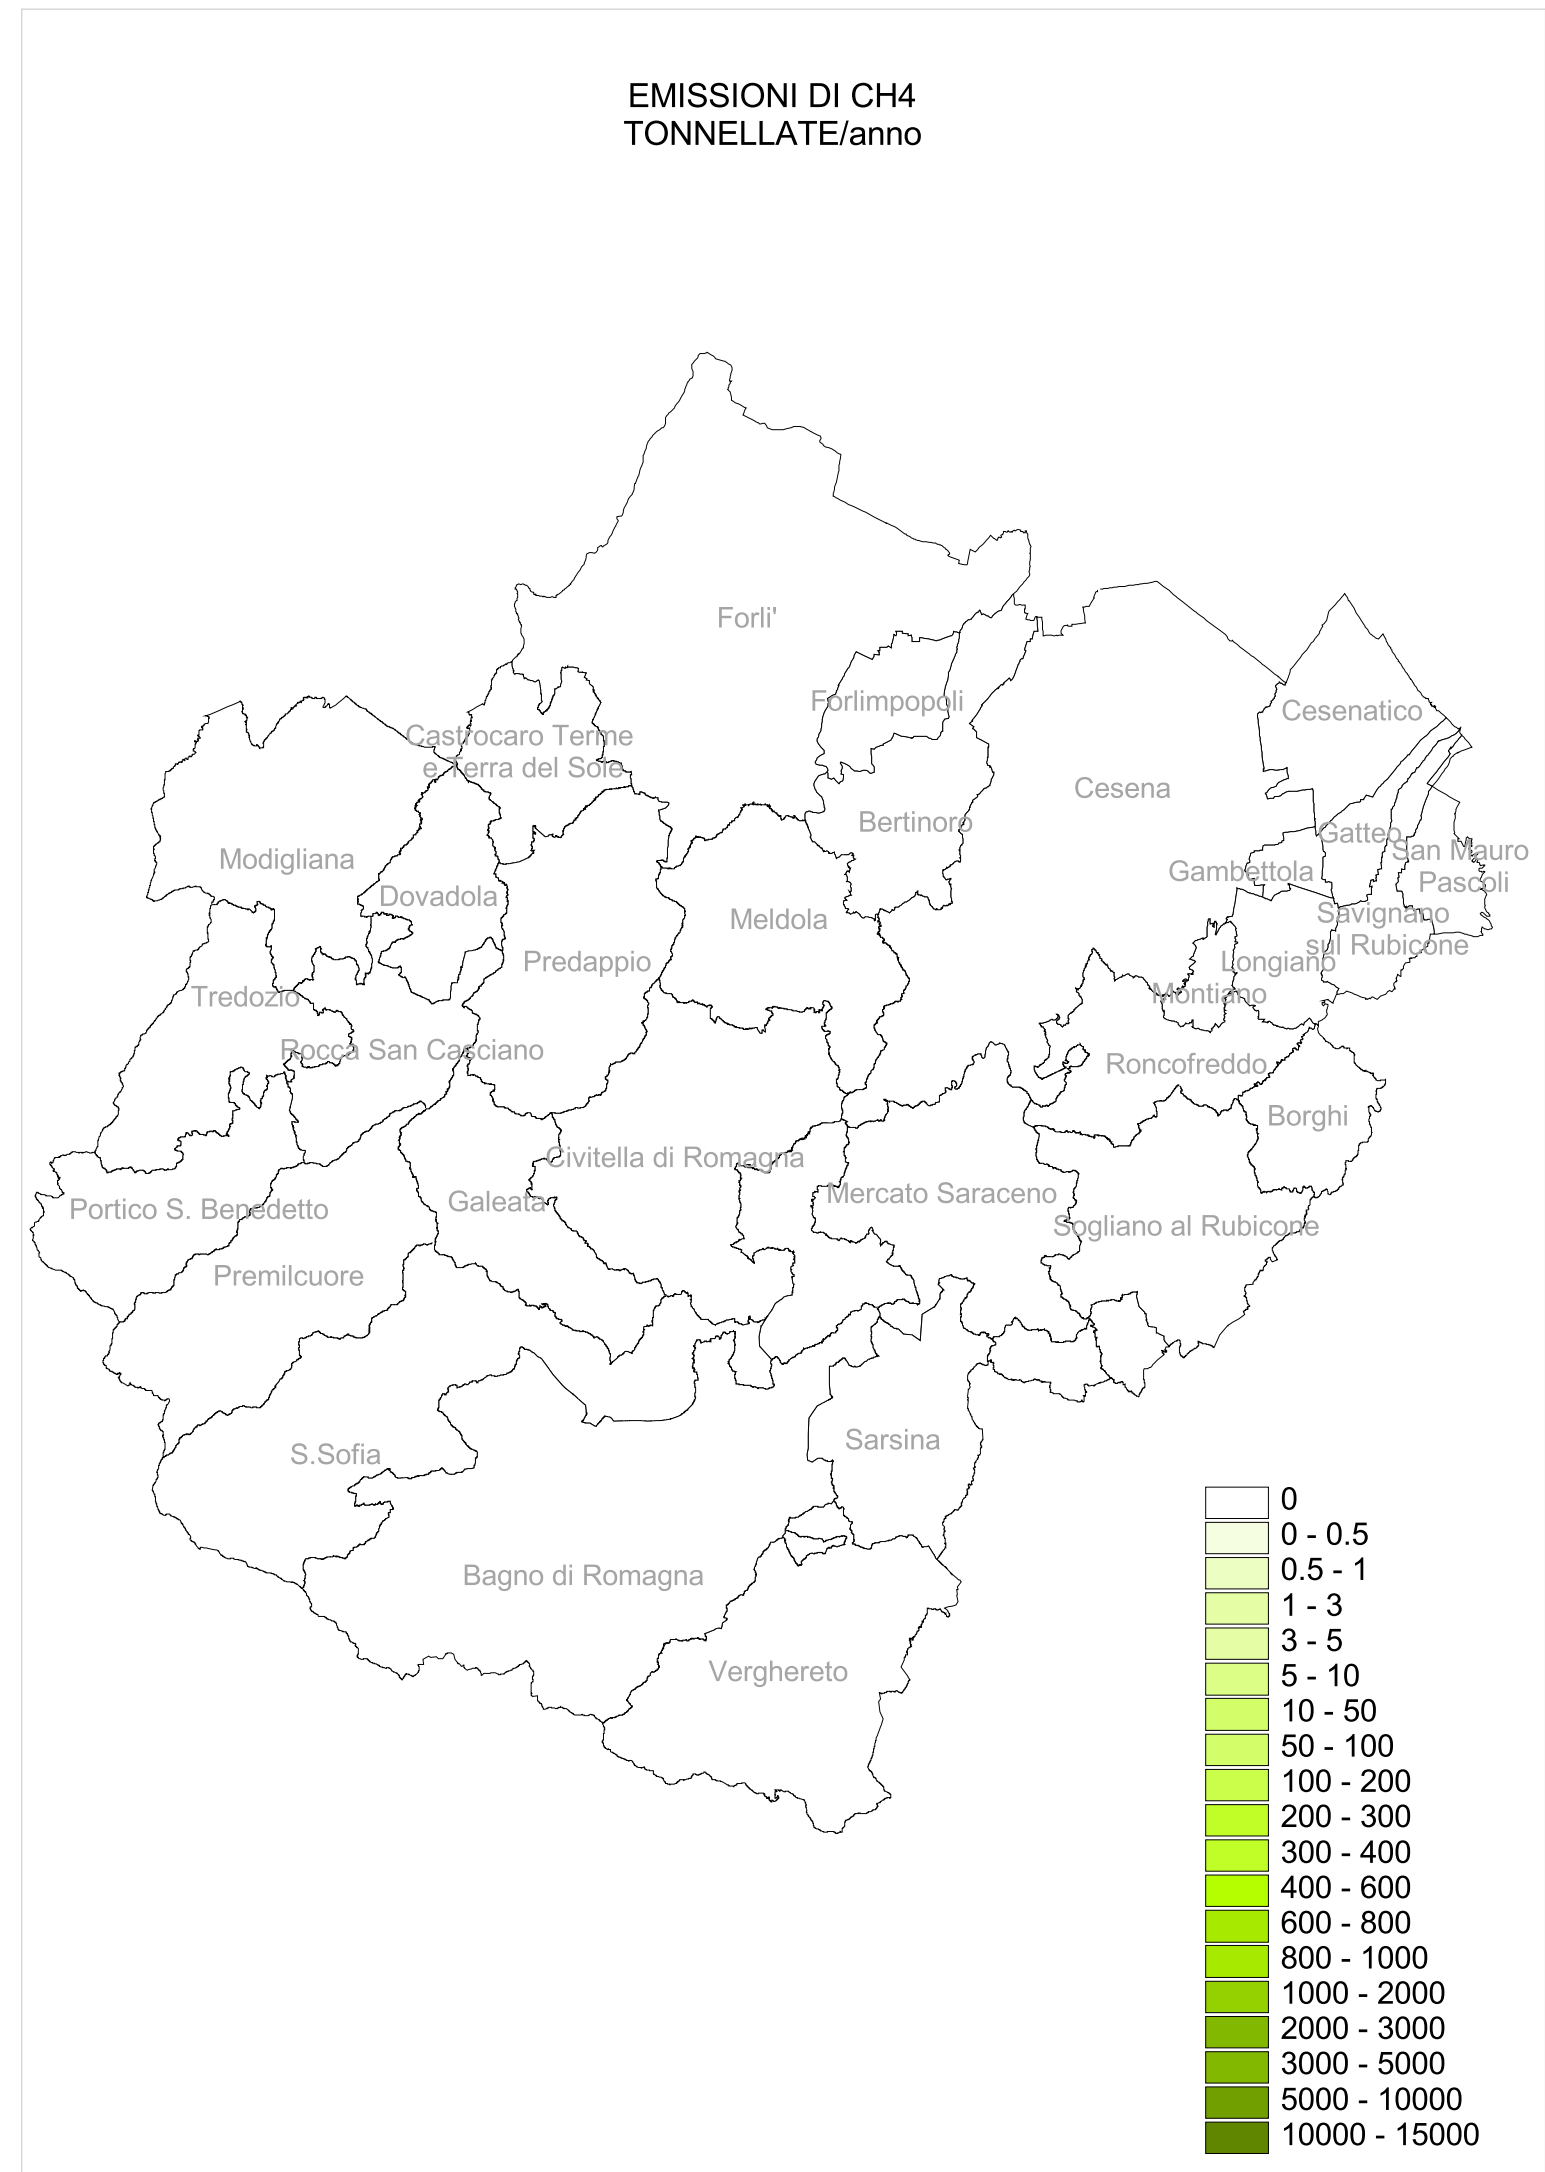 EMISSIONI DI CH4
TONNELLATE/anno
Forli'
Forlimpopoli
Cesenatico
Castrocaro Terme
e Terra del Sole
Cesena
Bertinoro
Gatteo
San Mauro
Pascoli
Modigliana
Gambettola
Dovadola
Meldola
Savignano
sul Rubicone
Predappio
Longiano
Tredozio
Montiano
Rocca San Casciano
Roncofreddo
Borghi
Civitella di Romagna
Mercato Saraceno
Galeata
Portico S. Benedetto
Sogliano al Rubicone
Premilcuore
Sarsina
S.Sofia
Bagno di Romagna
Verghereto
0
0 - 0.5
0.5 - 1
1 - 3
3 - 5
5 - 10
10 - 50
50 - 100
100 - 200
200 - 300
300 - 400
400 - 600
600 - 800
800 - 1000
1000 - 2000
2000 - 3000
3000 - 5000
5000 - 10000
10000 - 15000